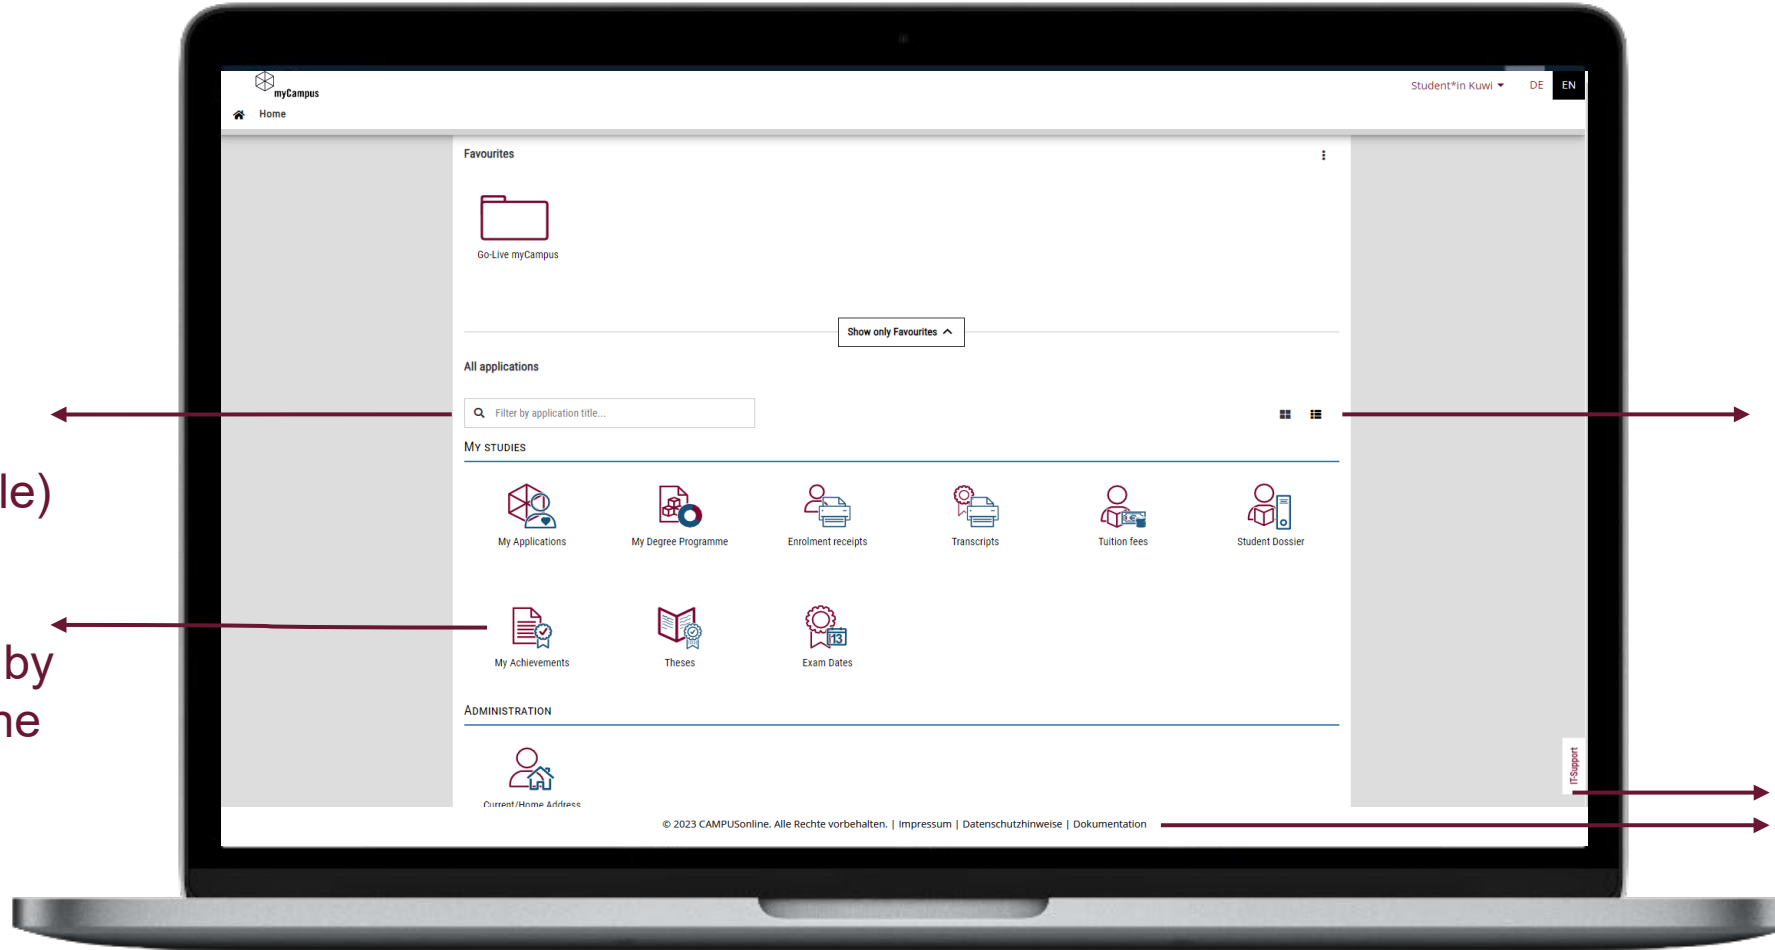 myCampus
Student*in Kuwi
DE
EN
Home
Favourites
Go-Live myCampus
Show only Favourites
All applications
Filter by application title...
MY STUDIES
le)
My Applications
My Degree Programme
Enrolment receipts
Transcripts
Tuition fees
Student Dossier
13
by
ne
My Achievements
Theses
Exam Dates
ADMINISTRATION
IT-Support
Current/Home Address
© 2023 CAMPUSonline. Alle Rechte vorbehalten. | Impressum | Datenschutzhinweise | Dokumentation